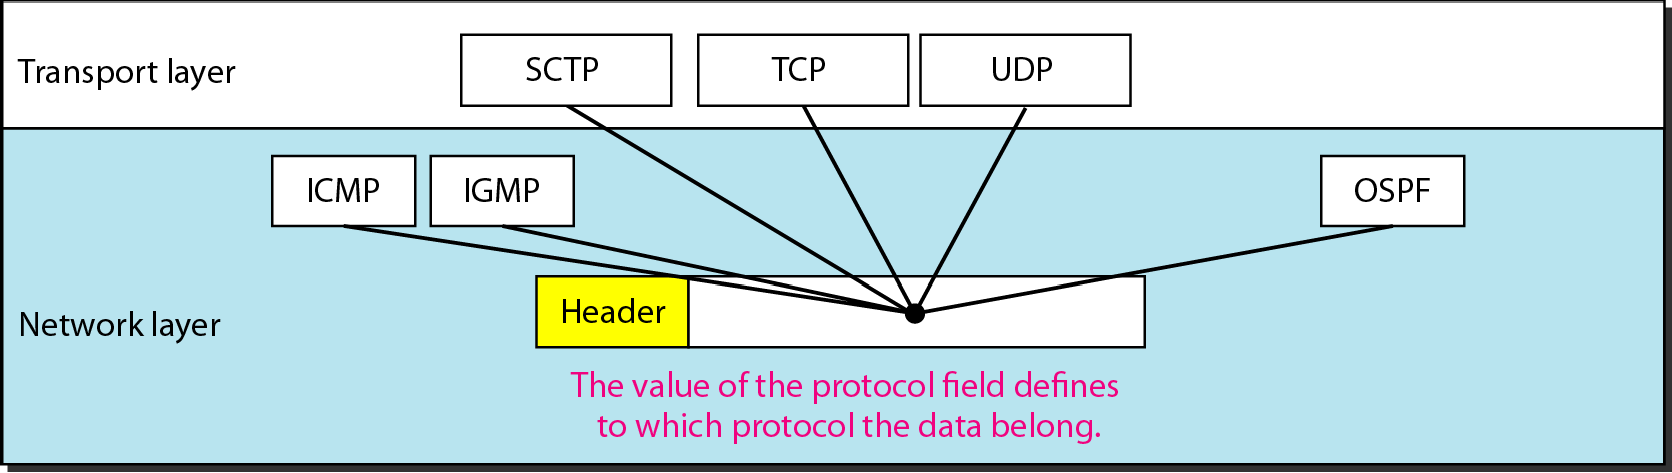 Transport layer
SCTP
TCP
UDP
ICMP
IGMP
OSPF
Network layer
Header
The value of the protocol field defines
to which protocol the data belong.